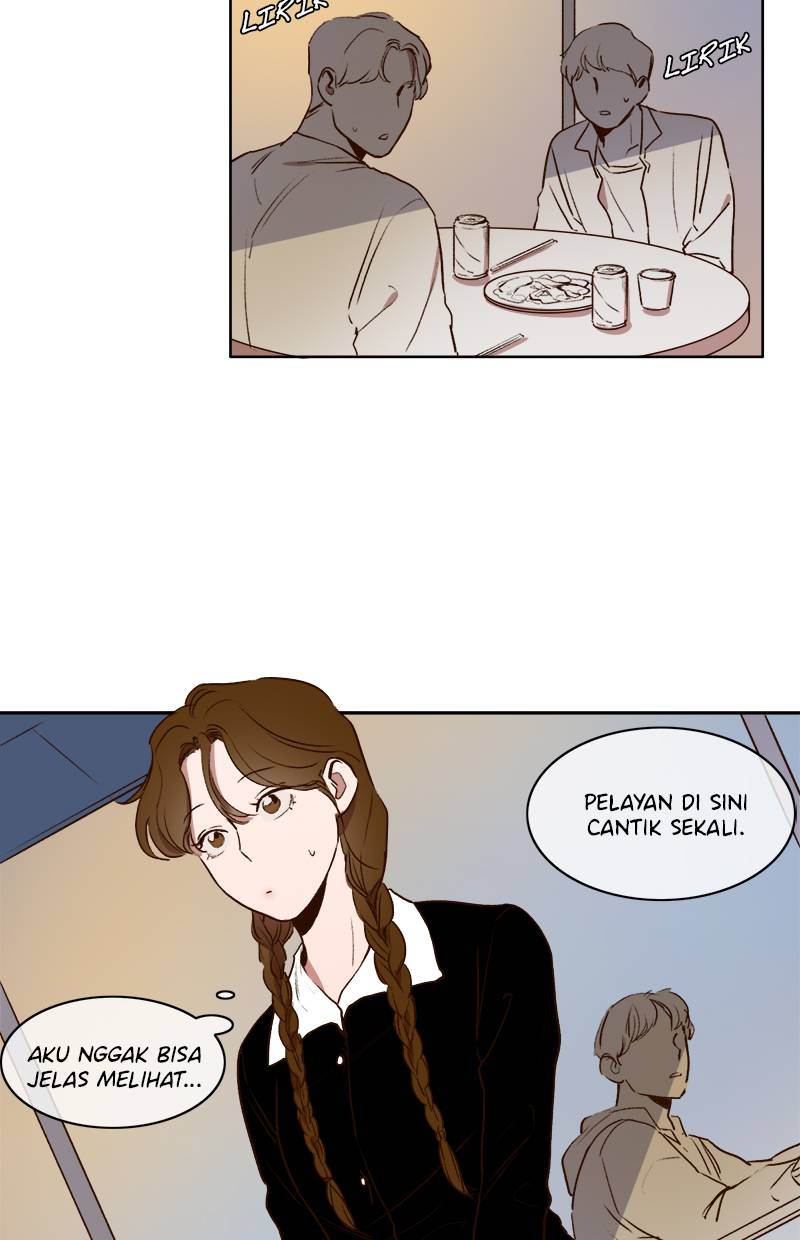 LIRIK
LIRIK
PELAYAN DI SINI
CANTIK SEKALI.
AKU NGGAK BISA
JELAS MELIHAT...